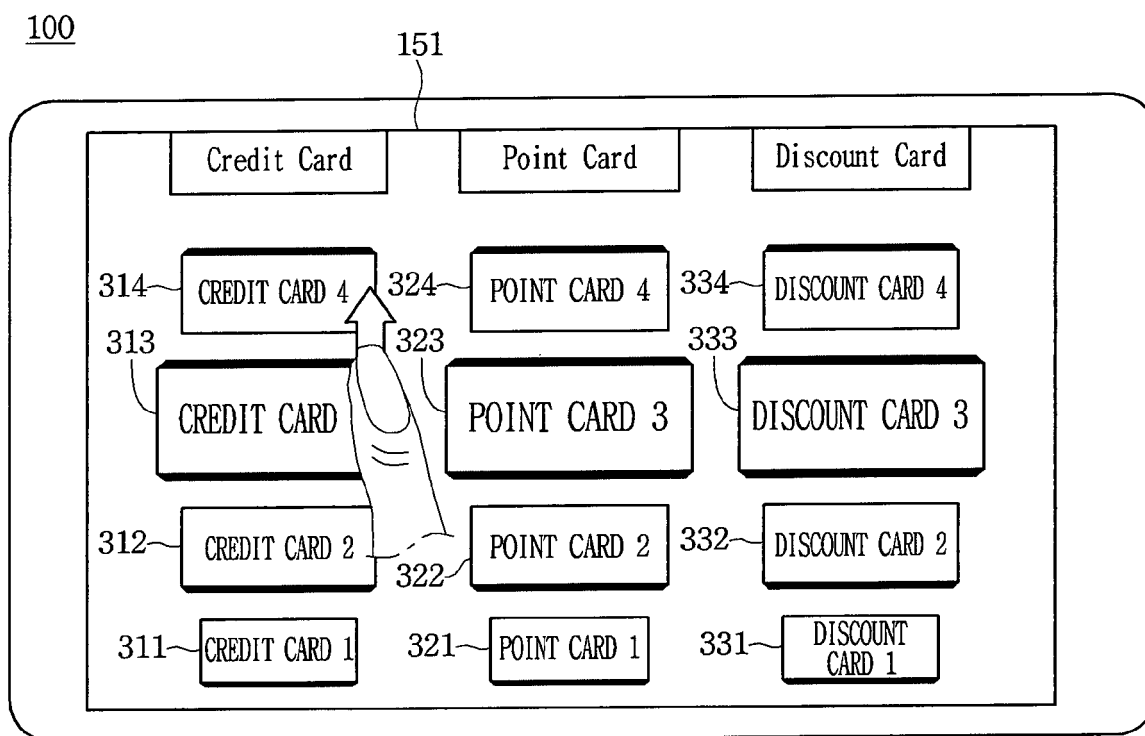 100
151
Credit Card Point Card Discount Card
314 CREDIT CARD 4 324 POINT CARD 4 334 DISCOUNT CARD 4
313 CREDIT CARD 323 POINT CARD 3 333 DISCOUNT CARD 3
312 CREDIT CARD 2 322 POINT CARD 2 332 DISCOUNT CARD 2
311 CREDIT CARD 1 321 POINT CARD 1 331 DISCOUNT
CARD 1